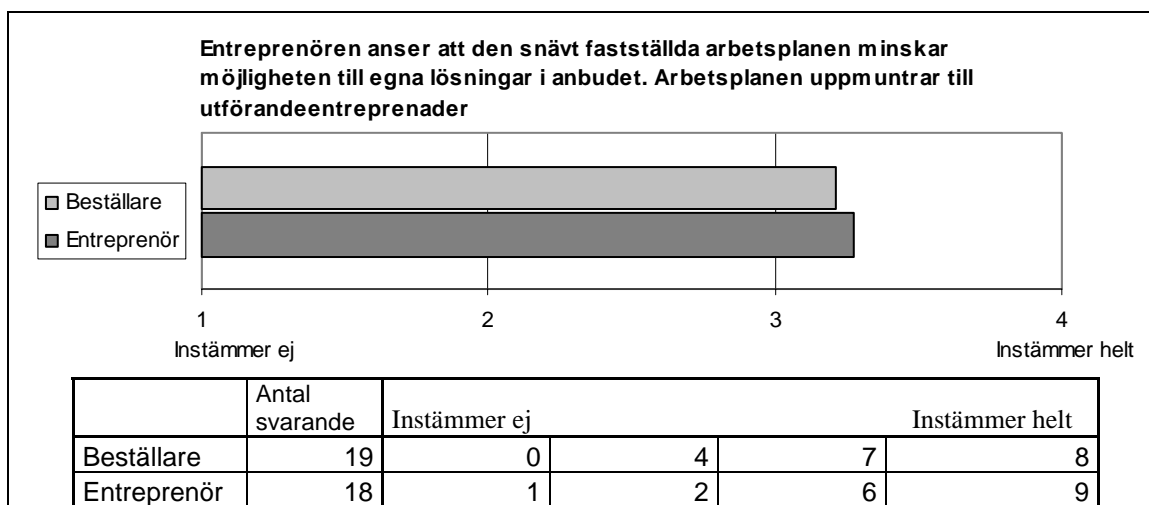 Entreprenören anser att den snävt fastställda arbetsplanen minskar
möjligheten till egna lösningar i anbudet. Arbetsplanen uppmuntrar till
utförandeentreprenader
Beställare
Entreprenör
1 2 3 4
Instämmer ej Instämmer helt
Antal
svarande Instämmer ej Instämmer helt
Beställare 19 0 4 7 8
Entreprenör 18 1 2 6 9